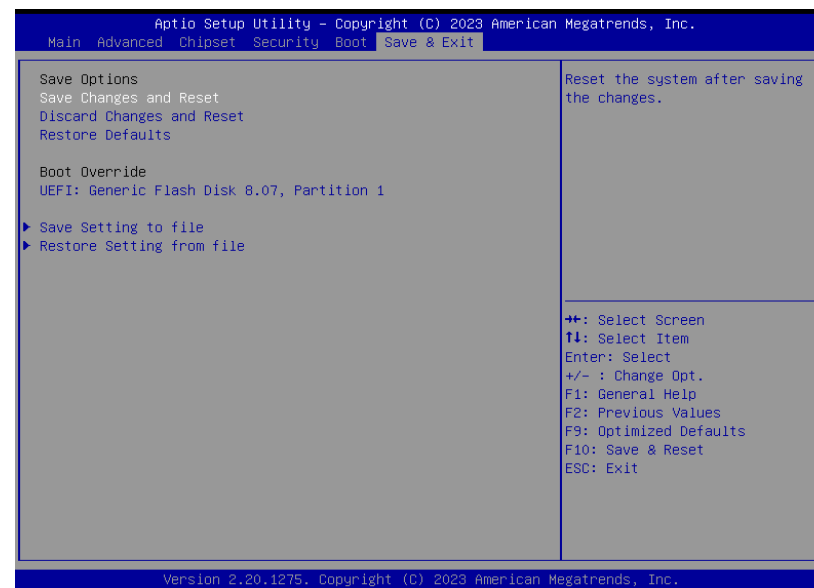 Aptio Setup Utility – Copyright (C) 2023 American Megatrends, Inc.
Main Advanced Chipset Security Boot Save & Exit
Save Options
Save Changes and Reset
Discard Changes and Reset
Restore Defaults
Boot Override
UEFI: Generic Flash Disk 8.07, Partition 1
▶ Save Setting to file
▶ Restore Setting from file
Reset the system after saving
the changes.
→←: Select Screen
↑↓: Select Item
Enter: Select
+/- : Change Opt.
F1: General Help
F2: Previous Values
F9: Optimized Defaults
F10: Save & Reset
ESC: Exit
Version 2.20.1275. Copyright (C) 2023 American Megatrends, Inc.